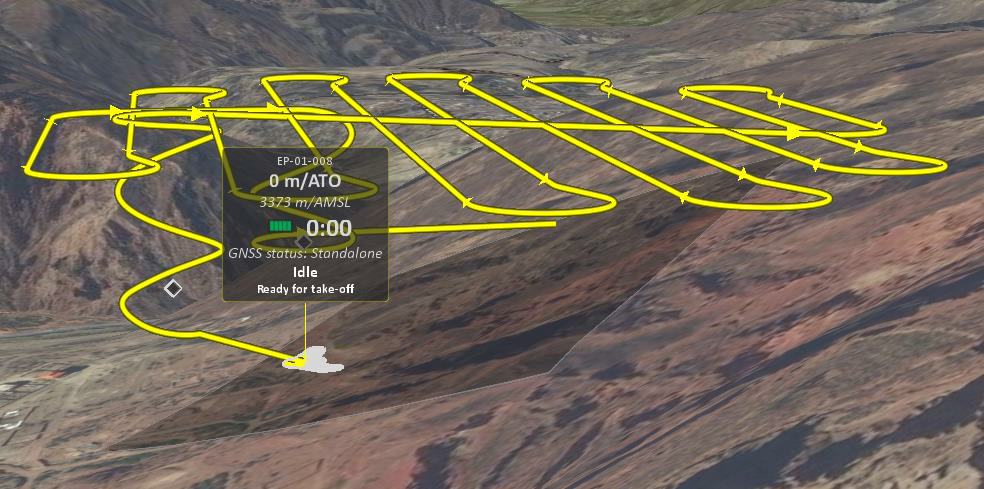 EP-01-008
0 m/ATO
3373 m/AMSL
0:00
GNSS status: Standalone
Idle
Ready for take-off